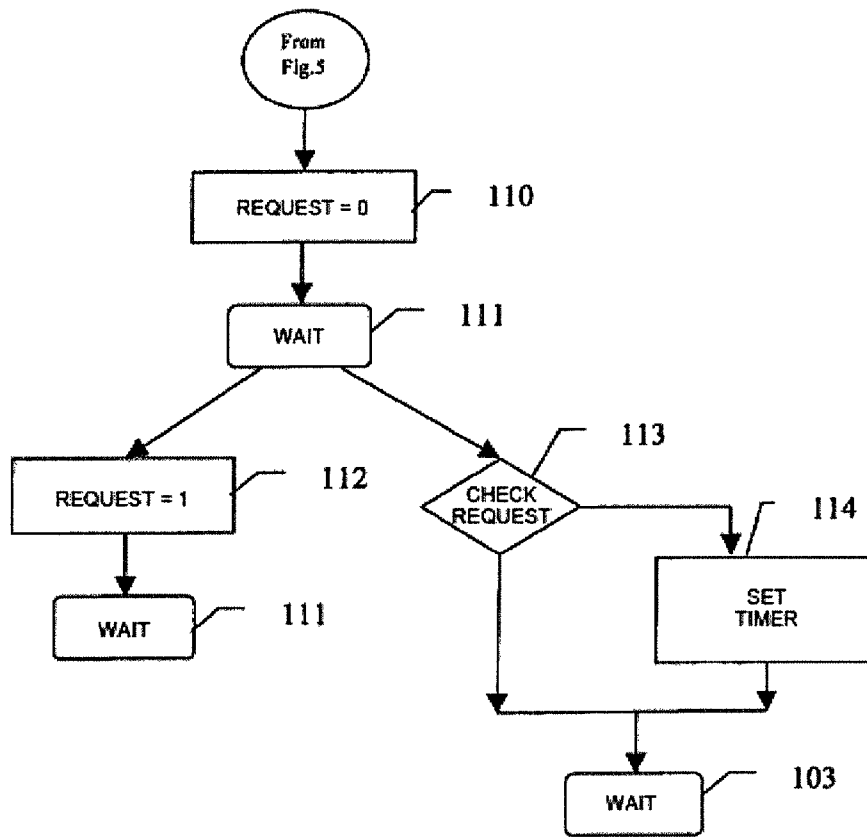 From
Fig.5
REQUEST = 0
110
WAIT
111
REQUEST = 1
112
WAIT
111
CHECK
REQUEST
113
SET
TIMER
114
WAIT
103